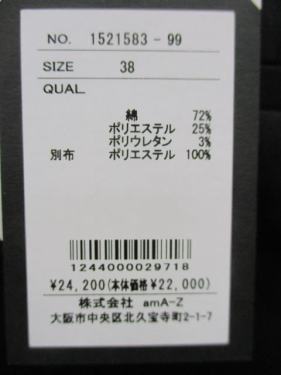 NO. 1521583-99
SIZE 38
QUAL.
綿 72%
ポリエステル 25%
ポリウレタン 3%
別布 ポリエステル 100%
1244000029718
¥24,200(本体価格¥22,000)
株式会社 amA-Z
大阪市中央区北久宝寺町2-1-7